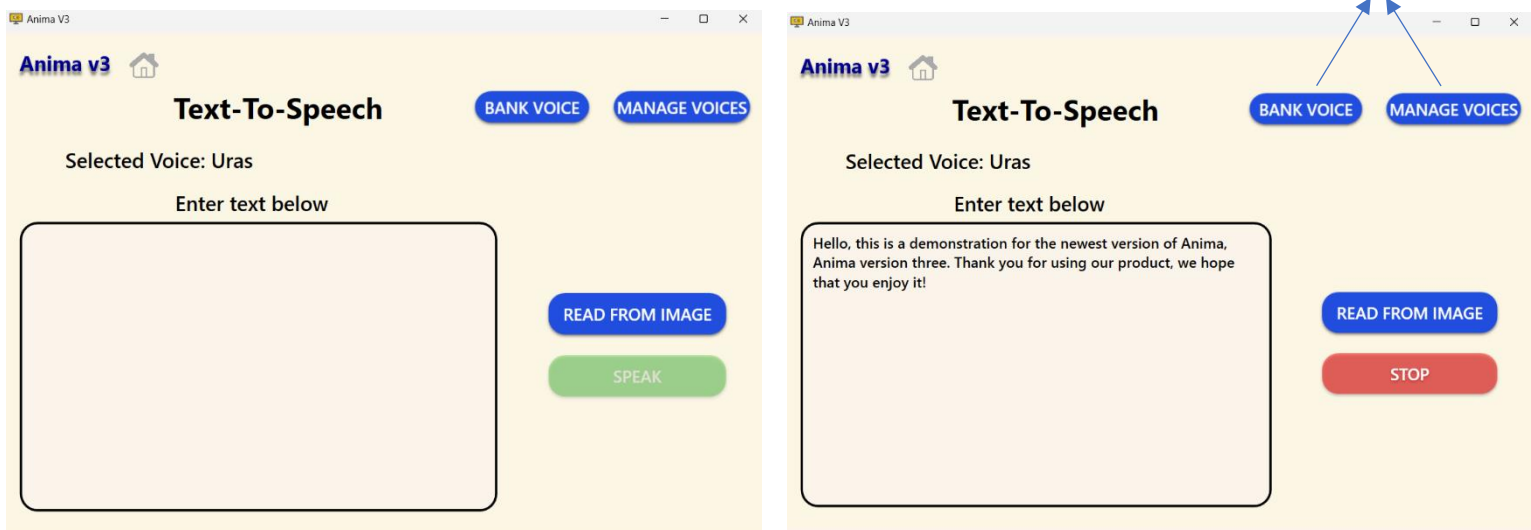 Anima V3
Anima v3
Text-To-Speech
BANK VOICE
MANAGE VOICES
Selected Voice: Uras
Enter text below
READ FROM IMAGE
SPEAK
Anima V3
Anima v3
Text-To-Speech
BANK VOICE
MANAGE VOICES
Selected Voice: Uras
Enter text below
Hello, this is a demonstration for the newest version of Anima,
Anima version three. Thank you for using our product, we hope
that you enjoy it!
READ FROM IMAGE
STOP